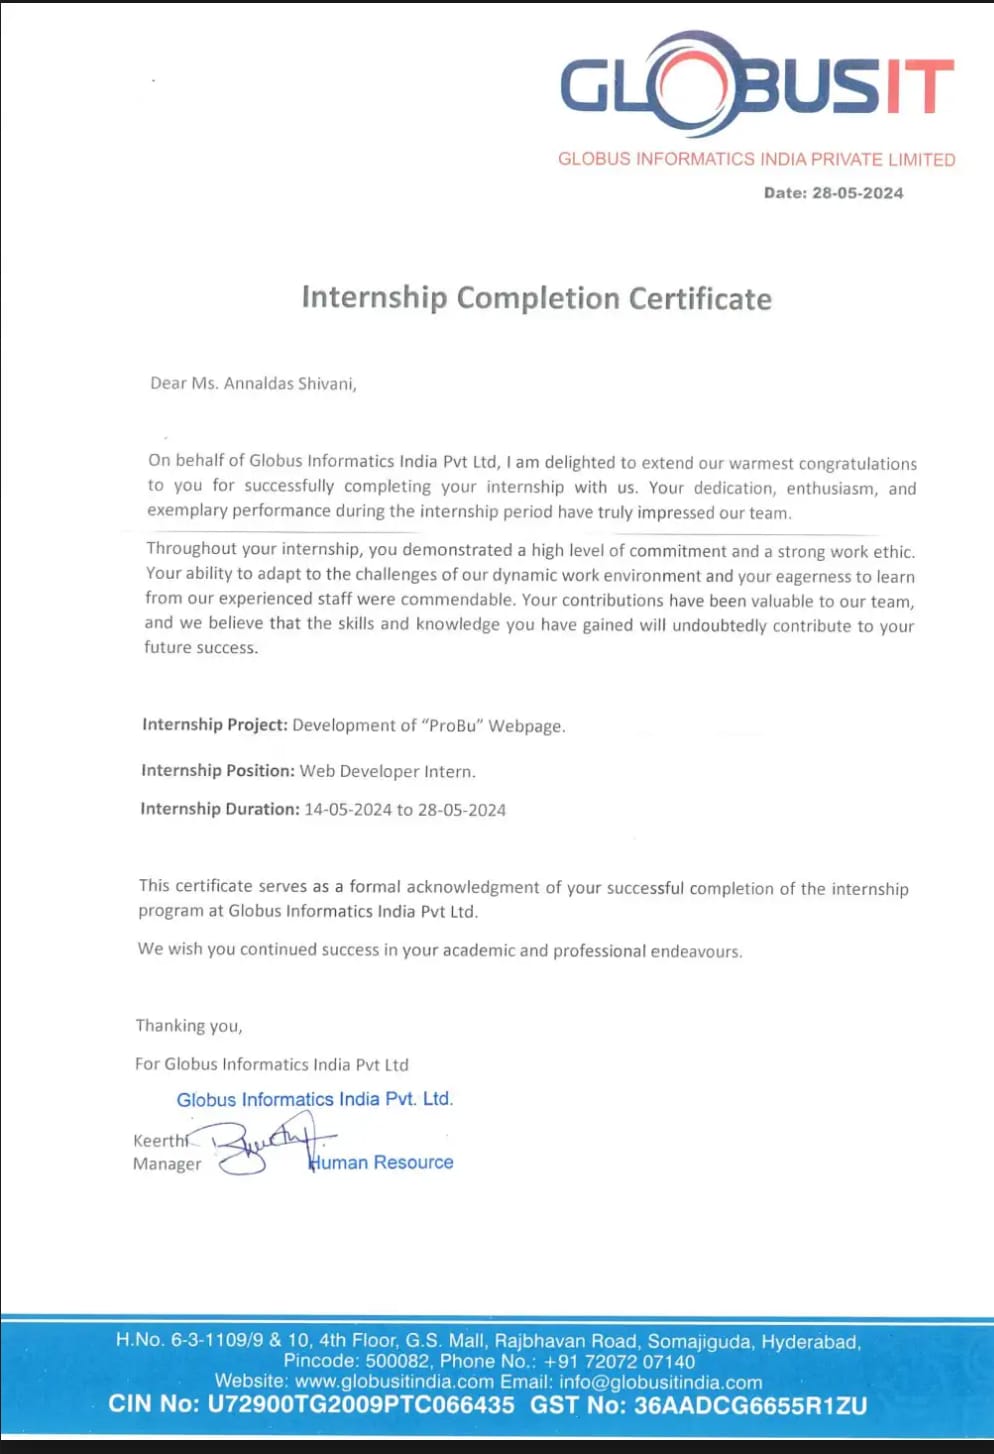 GLOBUSIT
GLOBUS INFORMATICS INDIA PRIVATE LIMITED
Date: 28-05-2024
Internship Completion Certificate
Dear Ms. Annaldas Shivani,
On behalf of Globus Informatics India Pvt Ltd, I am delighted to extend our warmest congratulations
to you for successfully completing your internship with us. Your dedication, enthusiasm, and
exemplary performance during the internship period have truly impressed our team.
Throughout your internship, you demonstrated a high level of commitment and a strong work ethic.
Your ability to adapt to the challenges of our dynamic work environment and your eagerness to learn
from our experienced staff were commendable. Your contributions have been valuable to our team,
and we believe that the skills and knowledge you have gained will undoubtedly contribute to your
future success.
Internship Project: Development of “ProBu” Webpage.
Internship Position: Web Developer Intern.
Internship Duration: 14-05-2024 to 28-05-2024
This certificate serves as a formal acknowledgment of your successful completion of the internship
program at Globus Informatics India Pvt Ltd.
We wish you continued success in your academic and professional endeavours.
Thanking you,
For Globus Informatics India Pvt Ltd
Globus Informatics India Pvt. Ltd.
Keerthi
Manager
Human Resource
H.No. 6-3-1109/9 & 10, 4th Floor, G.S. Mall, Rajbhavan Road, Somajiguda, Hyderabad,
Pincode: 500082, Phone No.: +91 72072 07140
Website: www.globusitindia.com Email: info@globusitindia.com
CIN No: U72900TG2009PTC066435 GST No: 36AADCG6655R1ZU